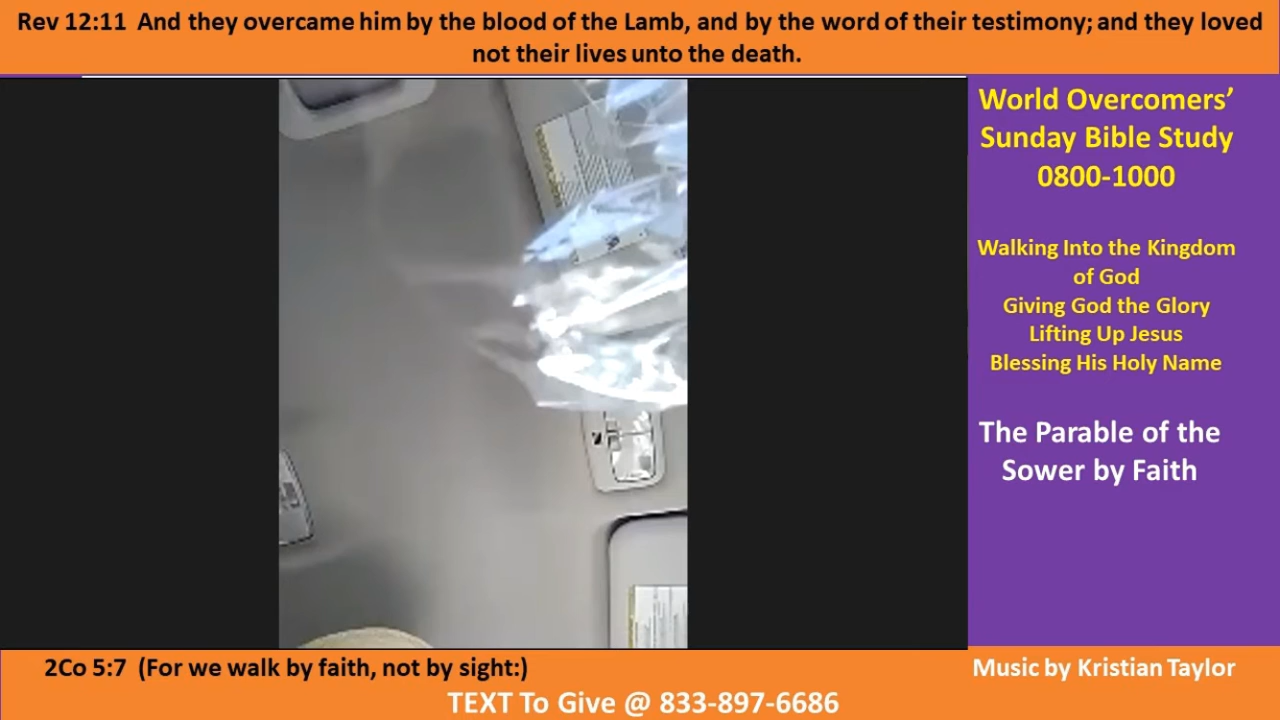 Rev 12:11  And they overcame him by the blood of the Lamb, and by the word of their testimony; and they loved
not their lives unto the death.
World Overcomers’
Sunday Bible Study
0800-1000
Walking Into the Kingdom
of God
Giving God the Glory
Lifting Up Jesus
Blessing His Holy Name
The Parable of the
Sower by Faith
2Co 5:7  (For we walk by faith, not by sight:)
Music by Kristian Taylor
TEXT To Give @ 833-897-6686